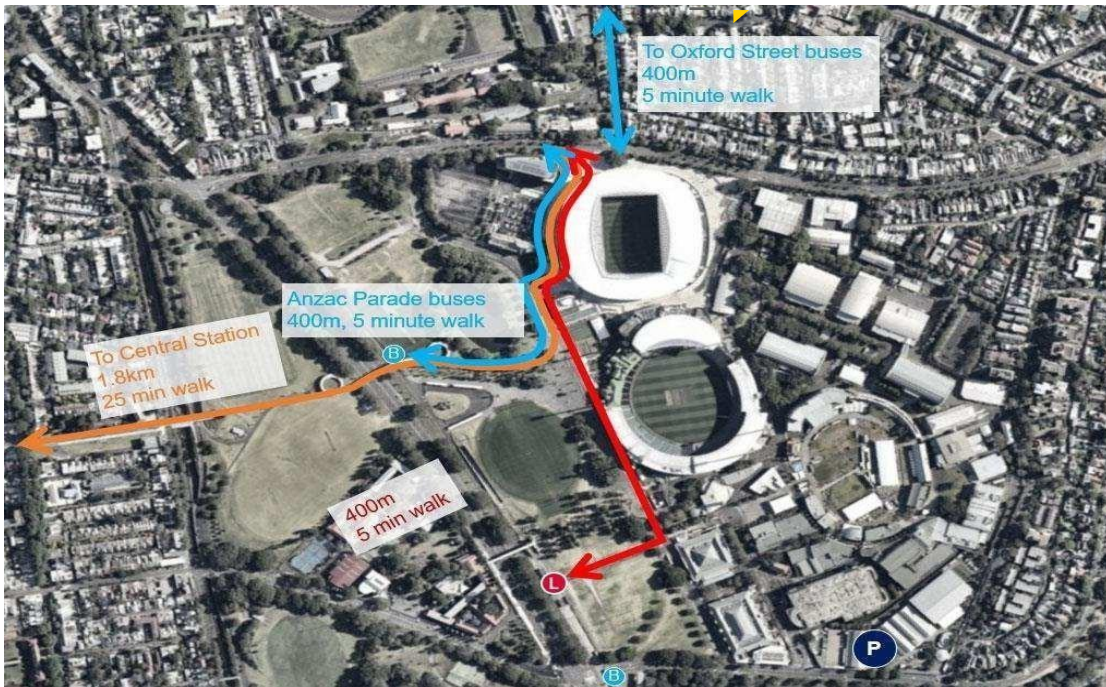 To Oxford Street buses
400m
5 minute walk
Anzac Parade buses
400m, 5 minute walk
B
To Central Station
1.8km
25 min walk
400m
5 min walk
L
P
B